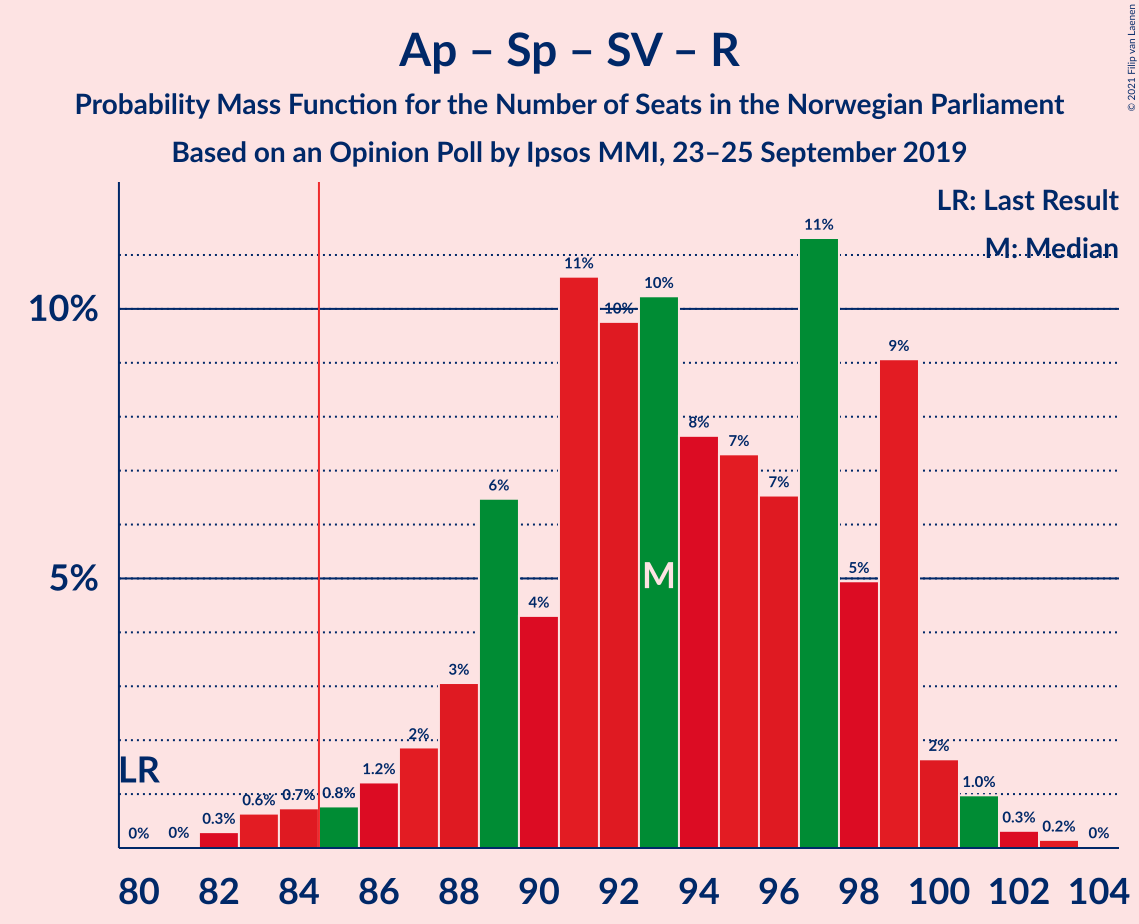 Ap – Sp – SV – R
Probability Mass Function for the Number of Seats in the Norwegian Parliament
Based on an Opinion Poll by Ipsos MMI, 23–25 September 2019
© 2021 Filip van Laenen
LR: Last Result
M: Median
10%
5%
LR
M
0% 0% 0.3% 0.6% 0.7% 0.8% 1.2% 2% 3% 6% 4% 11% 10% 10% 8% 7% 7% 11% 5% 9% 2% 1.0% 0.3% 0.2% 0%
80 82 84 86 88 90 92 94 96 98 100 102 104